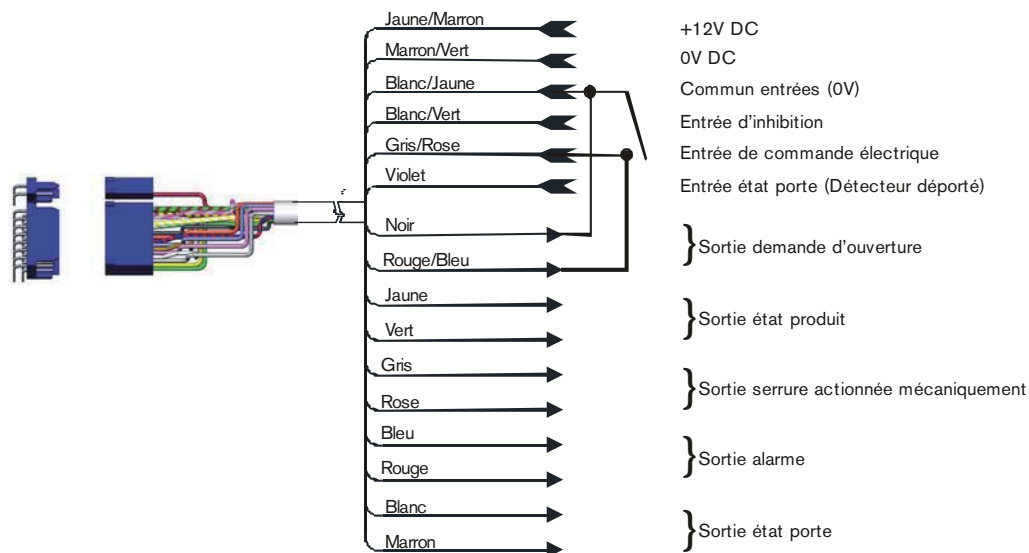 Jaune/Marron +12V DC
Marron/Vert 0V DC
Blanc/Jaune Commun entrées (0V)
Blanc/Vert Entrée d'inhibition
Gris/Rose Entrée de commande électrique
Violet Entrée état porte (Détecteur déporté)
Noir
Sortie demande d'ouverture
Rouge/Bleu
Jaune
Sortie état produit
Vert
Gris
Sortie serrure actionnée mécaniquement
Rose
Bleu
Sortie alarme
Rouge
Blanc
Sortie état porte
Marron